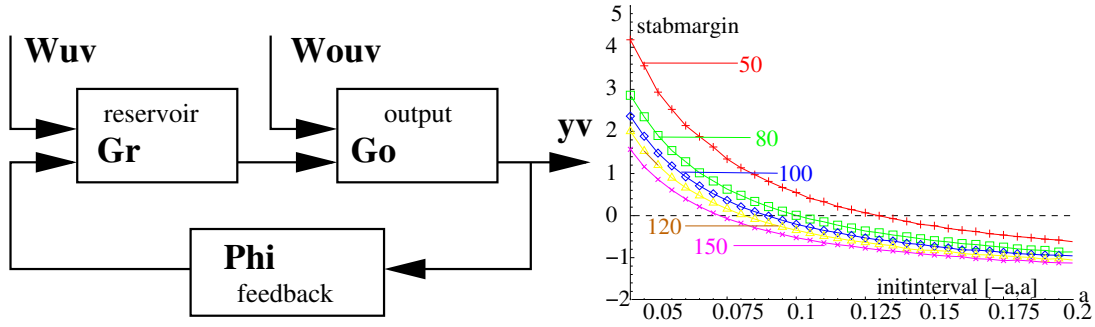 Wuv
Wouv
reservoir
Gr
output
Go
yv
Phi
feedback
5
stabmargin
4
3
2
1
0
−1
−2
50
80
100
120
150
initinterval [−a,a]
a
0.05
0.075
0.1
0.125
0.15
0.175
0.2